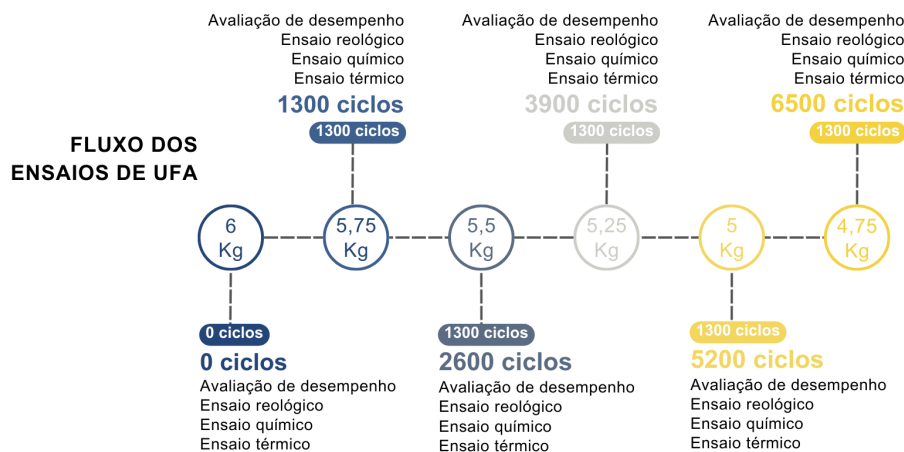 Avaliação de desempenho
Ensaio reológico
Ensaio químico
Ensaio térmico
1300 ciclos
1300 ciclos
Avaliação de desempenho
Ensaio reológico
Ensaio químico
Ensaio térmico
3900 ciclos
1300 ciclos
Avaliação de desempenho
Ensaio reológico
Ensaio químico
Ensaio térmico
6500 ciclos
1300 ciclos
FLUXO DOS
ENSAIOS DE UFA
6
Kg
5,75
Kg
5,5
Kg
5,25
Kg
5
Kg
4,75
Kg
0 ciclos
0 ciclos
Avaliação de desempenho
Ensaio reológico
Ensaio químico
Ensaio térmico
1300 ciclos
2600 ciclos
Avaliação de desempenho
Ensaio reológico
Ensaio químico
Ensaio térmico
1300 ciclos
5200 ciclos
Avaliação de desempenho
Ensaio reológico
Ensaio químico
Ensaio térmico